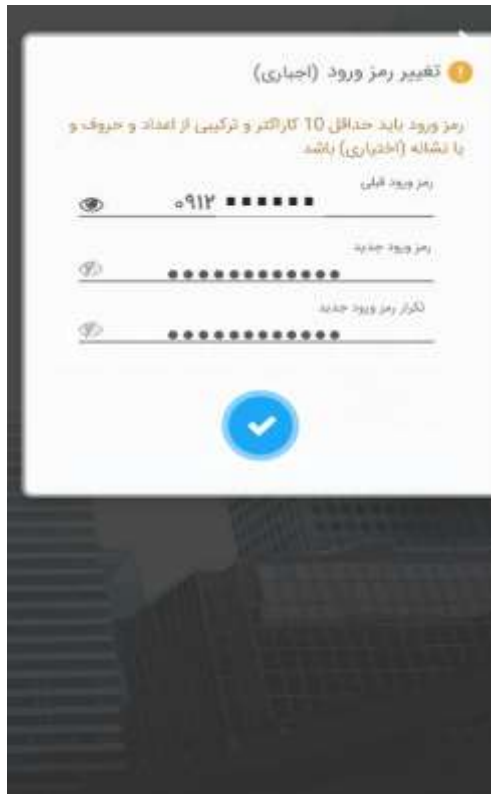 تغییر رمز ورود (اجباری)
رمز ورود باید حداقل 10 کاراکتر و ترکیبی از اعداد و حروف و
یا نشانه (اختیاری) باشد
رمز ورود قبلی
۰۹۱۲ ▪▪▪▪▪▪
رمز ورود جدید
●●●●●●●●●●●●
تکرار رمز ورود جدید
●●●●●●●●●●●●